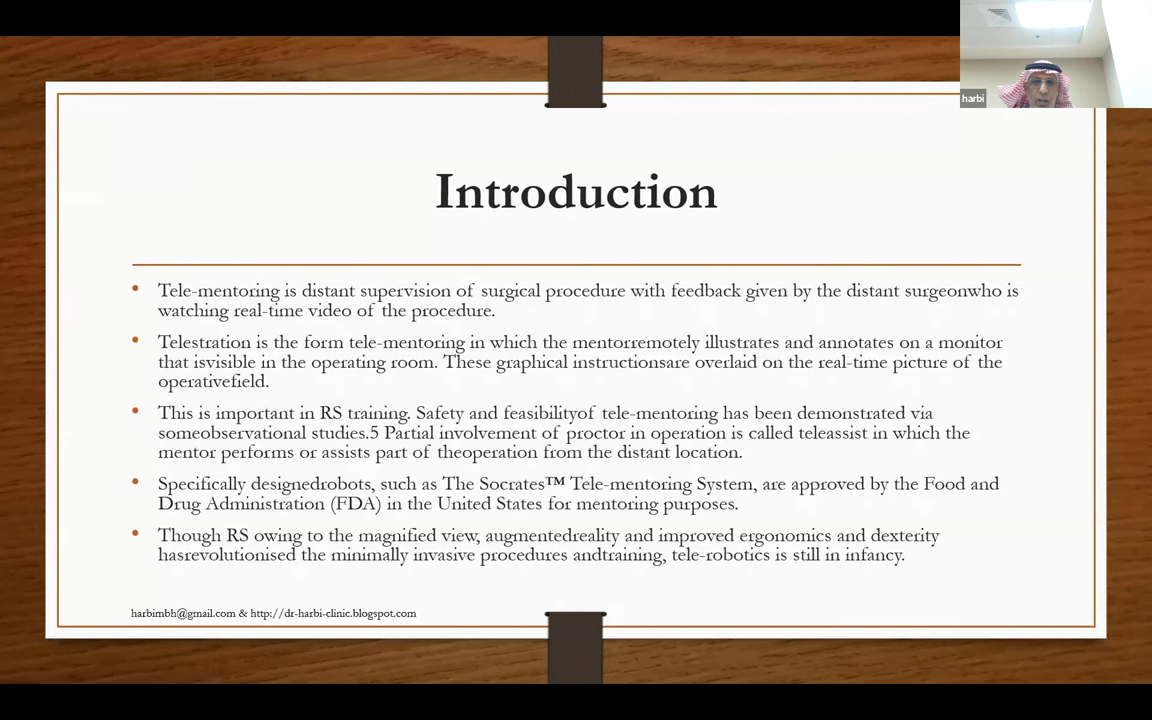 harbi
Introduction
• Tele-mentoring is distant supervision of surgical procedure with feedback given by the distant surgeonwho is
watching real-time video of the procedure.
• Telestration is the form tele-mentoring in which the mentorremotely illustrates and annotates on a monitor
that isvisible in the operating room. These graphical instructionsare overlaid on the real-time picture of the
operativefield.
• This is important in RS training. Safety and feasibilityof tele-mentoring has been demonstrated via
someobservational studies.5 Partial involvement of proctor in operation is called teleassist in which the
mentor performs or assists part of theoperation from the distant location.
• Specifically designedrobots, such as The Socrates™ Tele-mentoring System, are approved by the Food and
Drug Administration (FDA) in the United States for mentoring purposes.
• Though RS owing to the magnified view, augmentedreality and improved ergonomics and dexterity
hasrevolutionised the minimally invasive procedures andtraining, tele-robotics is still in infancy.
harbimbh@gmail.com & http://dr-harbi-clinic.blogspot.com